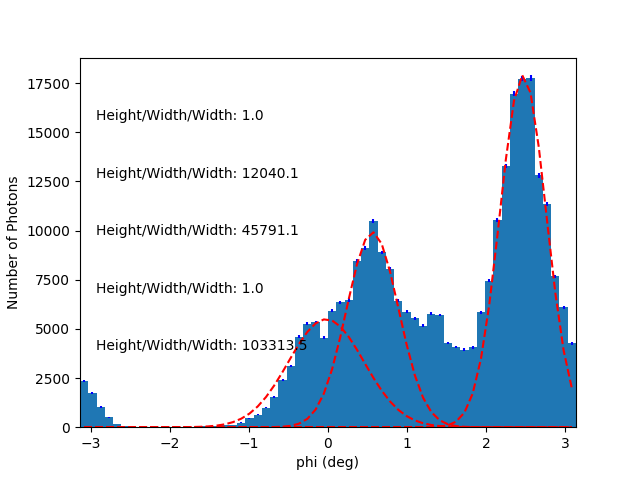 17500
15000
12500
10000
7500
5000
2500
0
Number of Photons
Height/Width/Width: 1.0
Height/Width/Width: 12040.1
Height/Width/Width: 45791.1
Height/Width/Width: 1.0
Height/Width/Width: 103313.5
−3 −2 −1 0 1 2 3
phi (deg)